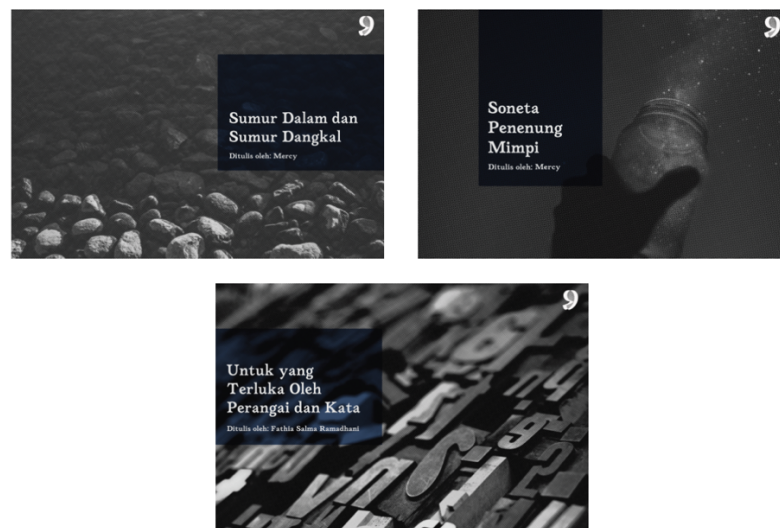 Sumur Dalam dan
Sumur Dangkal
Ditulis oleh: Mercy
Soneta
Penenung
Mimpi
Ditulis oleh: Mercy
Untuk yang
Terluka Oleh
Perangai dan Kata
Ditulis oleh: Fathia Salma Ramadhani